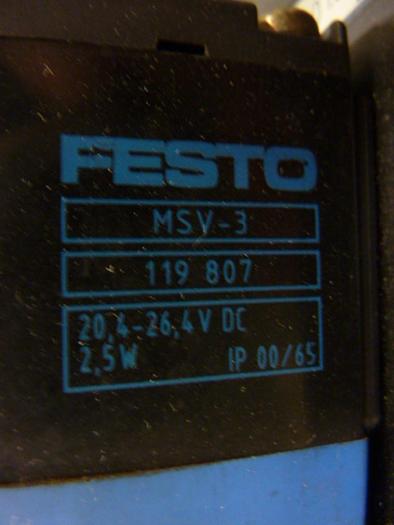 FESTO
MSV-3
119 807
20,4-26,4V DC
2,5W IP 00/65